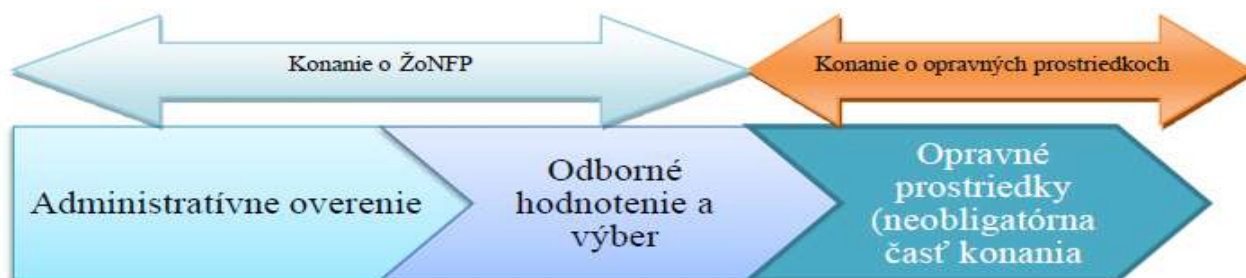 Konanie o ŽoNFP
Konanie o opravných prostriedkoch
Administratívne overenie
Odborné
hodnotenie a
výber
Opravné
prostriedky
(neobligatórna
časť konania